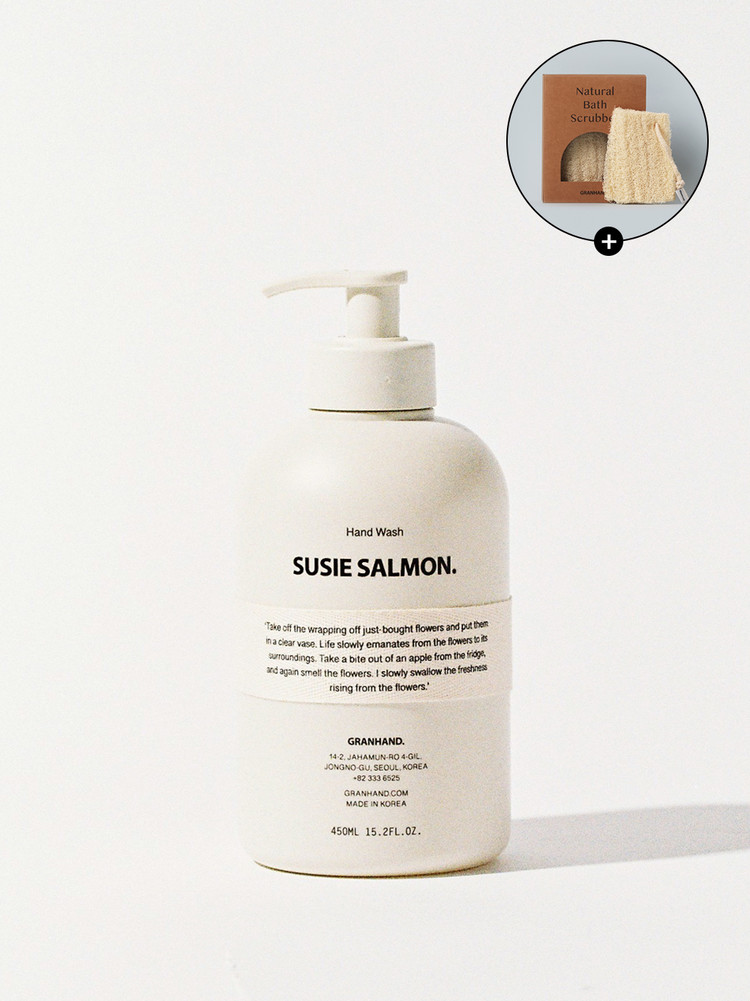 Natural
Bath
Scrubbe
GRANHAND
Hand Wash
SUSIE SALMON.
'Take off the wrapping off just-bought flowers and put them
in a clear vase. Life slowly emanates from the flowers to its
surroundings. Take a bite out of an apple from the fridge,
and again smell the flowers. I slowly swallow the freshness
rising from the flowers.'
GRANHAND.
14-2, JAHAMUN-RO 4-GIL,
JONGNO-GU, SEOUL, KOREA
+82 333 6525
GRANHAND.COM
MADE IN KOREA
450ML 15.2FL.OZ.